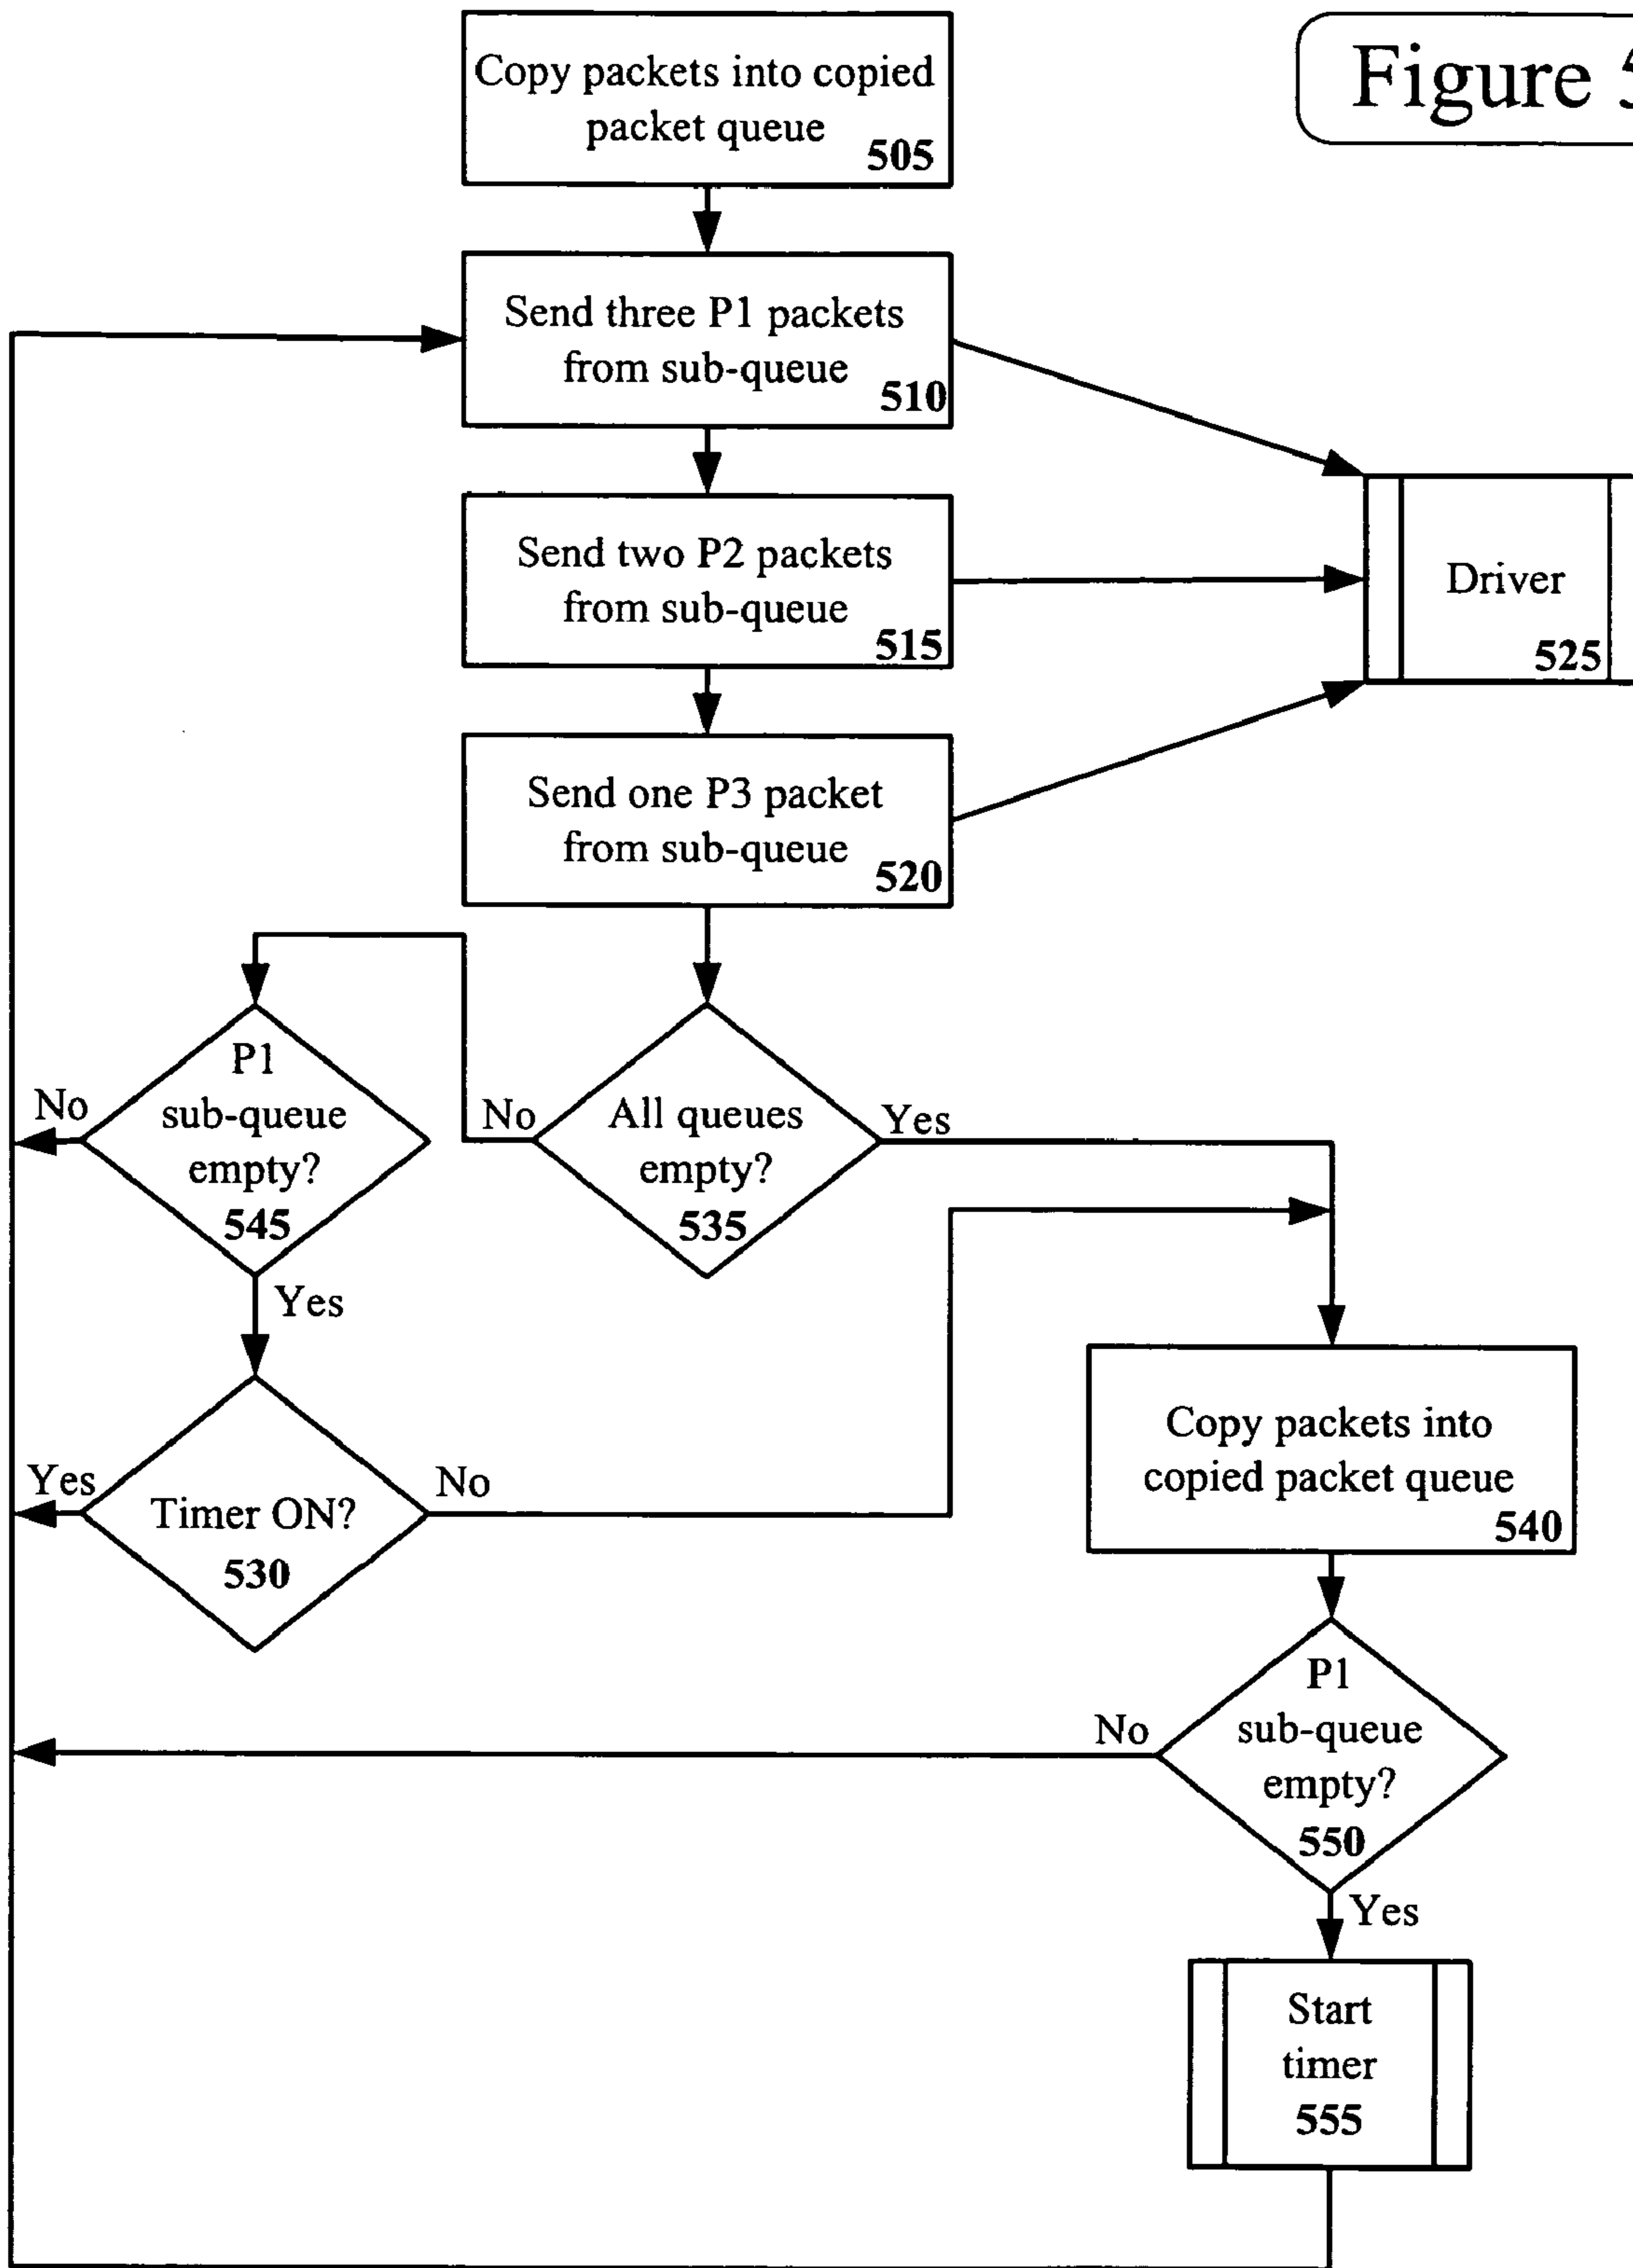 Figure 5
Copy packets into copied
packet queue
505
Send three P1 packets
from sub-queue
510
Send two P2 packets
from sub-queue
515
Driver
525
Send one P3 packet
from sub-queue
520
P1
sub-queue
empty?
545
No
Yes
All queues
empty?
535
No
Yes
Timer ON?
530
Yes
No
Copy packets into
copied packet queue
540
P1
sub-queue
empty?
550
No
Yes
Start
timer
555